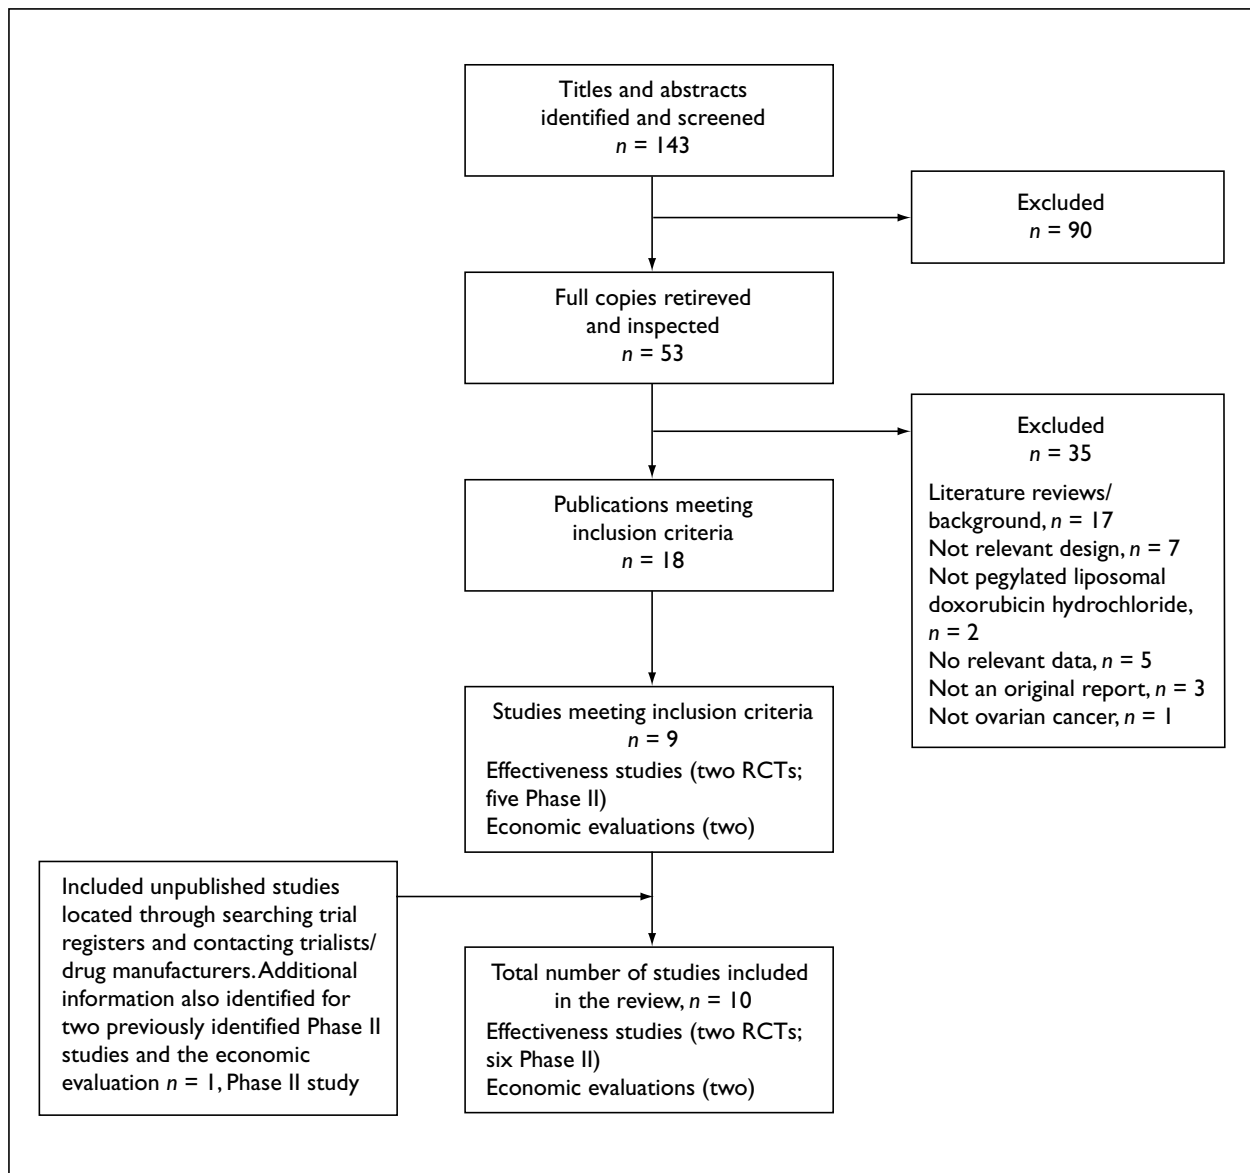 Titles and abstracts
identified and screened
n = 143
Excluded
n = 90
Full copies retireved
and inspected
n = 53
Excluded
n = 35
Literature reviews/
background, n = 17
Not relevant design, n = 7
Not pegylated liposomal
doxorubicin hydrochloride,
n = 2
No relevant data, n = 5
Not an original report, n = 3
Not ovarian cancer, n = 1
Publications meeting
inclusion criteria
n = 18
Studies meeting inclusion criteria
n = 9
Effectiveness studies (two RCTs;
five Phase II)
Economic evaluations (two)
Included unpublished studies
located through searching trial
registers and contacting trialists/
drug manufacturers. Additional
information also identified for
two previously identified Phase II
studies and the economic
evaluation n = 1, Phase II study
Total number of studies included
in the review, n = 10
Effectiveness studies (two RCTs;
six Phase II)
Economic evaluations (two)